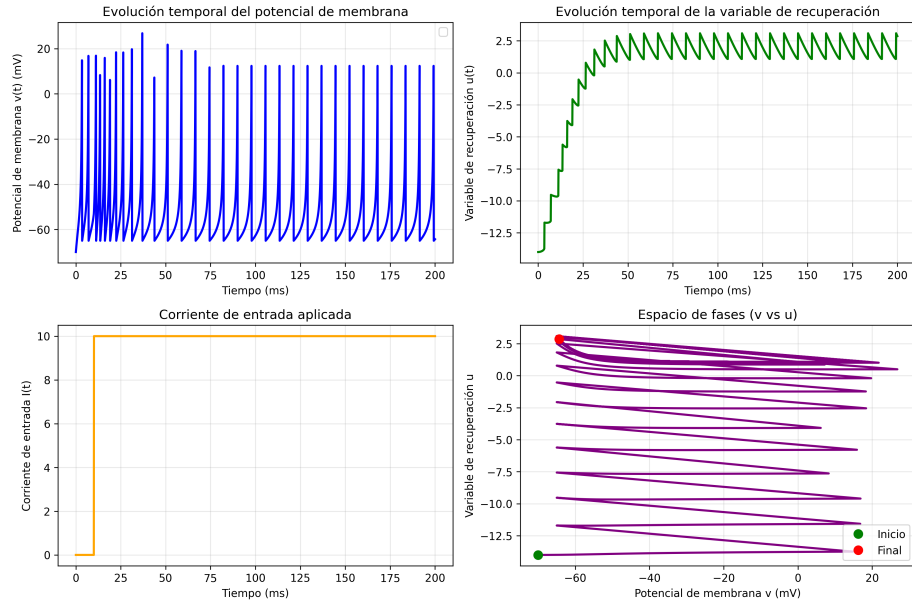 Evolución temporal del potencial de membrana
Potencial de membrana v(t) (mV)
20
0
−20
−40
−60
0 25 50 75 100 125 150 175 200
Tiempo (ms)
Evolución temporal de la variable de recuperación
Variable de recuperación u(t)
2.5
0.0
−2.5
−5.0
−7.5
−10.0
−12.5
0 25 50 75 100 125 150 175 200
Tiempo (ms)
Corriente de entrada aplicada
Corriente de entrada I(t)
10
8
6
4
2
0
0 25 50 75 100 125 150 175 200
Tiempo (ms)
Espacio de fases (v vs u)
Variable de recuperación u
2.5
0.0
−2.5
−5.0
−7.5
−10.0
−12.5
Inicio
Final
−60 −40 −20 0 20
Potencial de membrana v (mV)